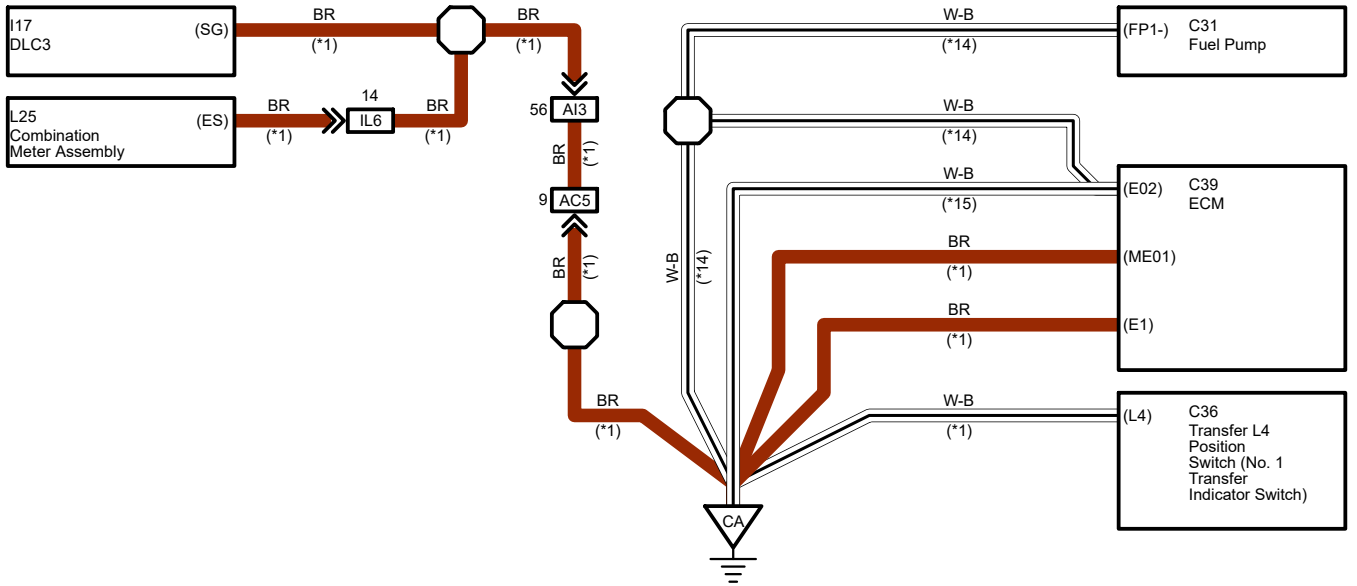 I17
DLC3
(SG)
BR
(*1)
BR
(*1)
L25
Combination
Meter Assembly
(ES)
BR
(*1)
14
IL6
BR
(*1)
56 AI3
BR
(*1)
9 AC5
BR
(*1)
BR
(*1)
W-B
(*14)
(FP1-)
C31
Fuel Pump
W-B
(*14)
W-B
(*15)
W-B
(*14)
(E02)
C39
ECM
BR
(*1)
(ME01)
BR
(*1)
(E1)
W-B
(*1)
(L4)
C36
Transfer L4
Position
Switch (No. 1
Transfer
Indicator Switch)
CA